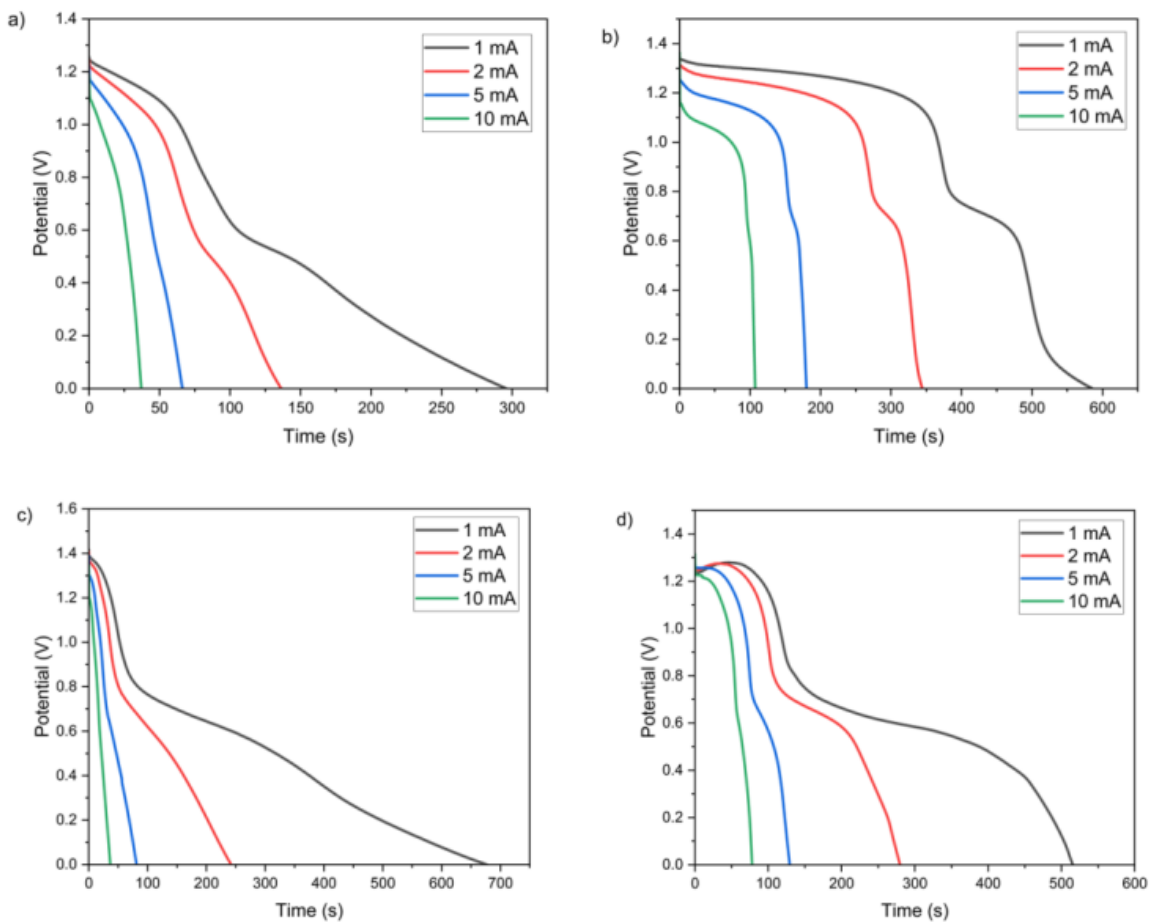 a)
1.4
1.2
1.0
0.8
0.6
0.4
0.2
0.0
Potential (V)
1 mA
2 mA
5 mA
10 mA
0 50 100 150 200 250 300
Time (s)
b)
1.4
1.2
1.0
0.8
0.6
0.4
0.2
0.0
Potential (V)
1 mA
2 mA
5 mA
10 mA
0 100 200 300 400 500 600
Time (s)
c)
1.6
1.4
1.2
1.0
0.8
0.6
0.4
0.2
0.0
Potential (V)
1 mA
2 mA
5 mA
10 mA
0 100 200 300 400 500 600 700
Time (s)
d)
1.4
1.2
1.0
0.8
0.6
0.4
0.2
0.0
Potential (V)
1 mA
2 mA
5 mA
10 mA
0 100 200 300 400 500 600
Time (s)